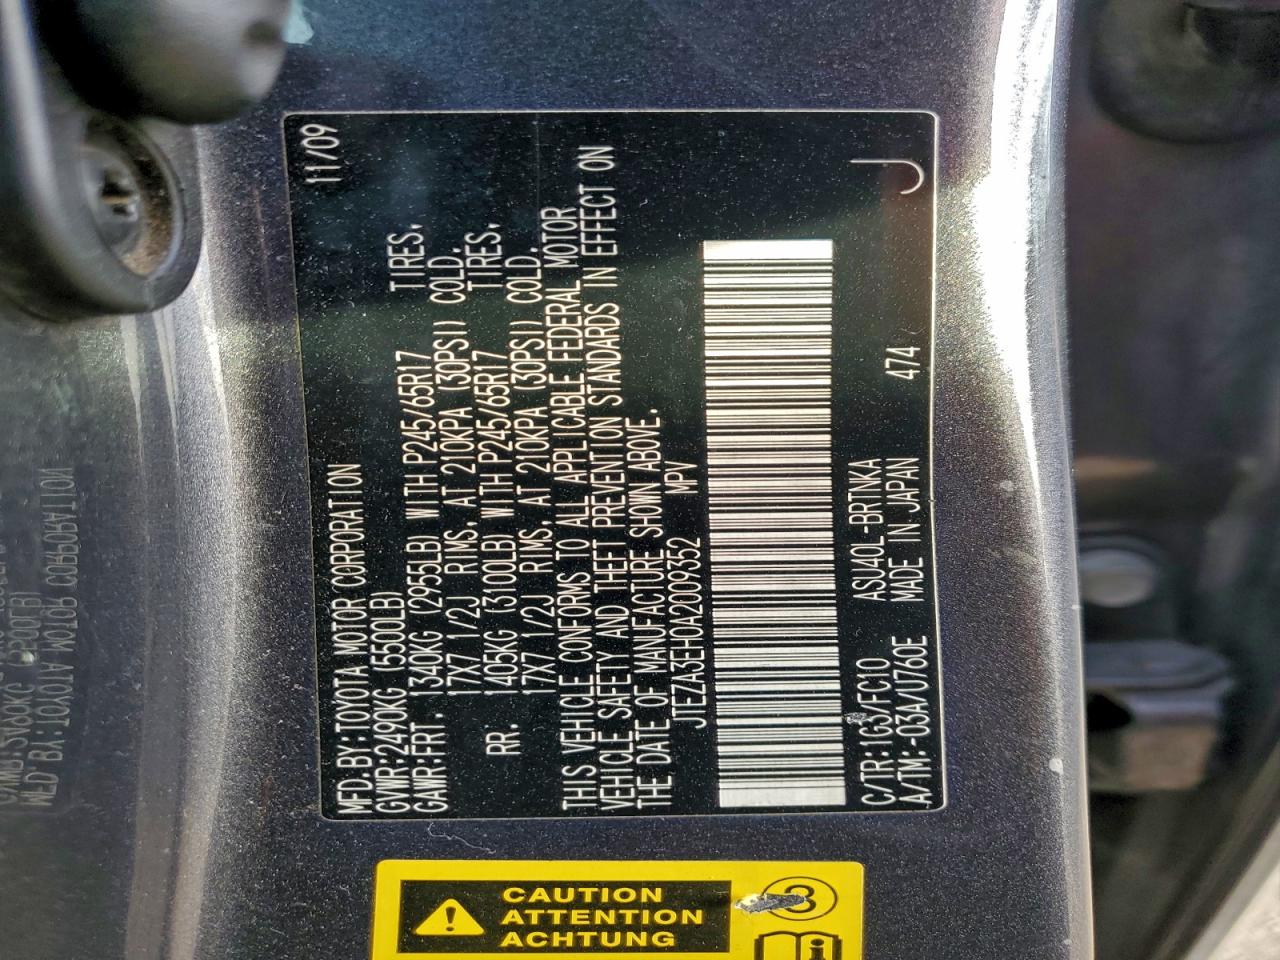 MFD.BY:TOYOTA MOTOR CORPORATION 11/09
GVWR:2490KG (5500LB)
GAWR:FRT. 1340KG (2955LB) WITH P245/65R17 TIRES,
17X7 1/2J RIMS, AT 210KPA (30PSI) COLD.
RR. 1405KG (3100LB) WITH P245/65R17 TIRES,
17X7 1/2J RIMS, AT 210KPA (30PSI) COLD.
THIS VEHICLE CONFORMS TO ALL APPLICABLE FEDERAL MOTOR
VEHICLE SAFETY AND THEFT PREVENTION STANDARDS IN EFFECT ON
THE DATE OF MANUFACTURE SHOWN ABOVE.
JTEZA3EH0A2009352 MPV
C/TR:1G3/FC10 ASU40L-BRTNKA
A/TM:-03A/U760E MADE IN JAPAN 474 J
CAUTION
ATTENTION
ACHTUNG
3
i